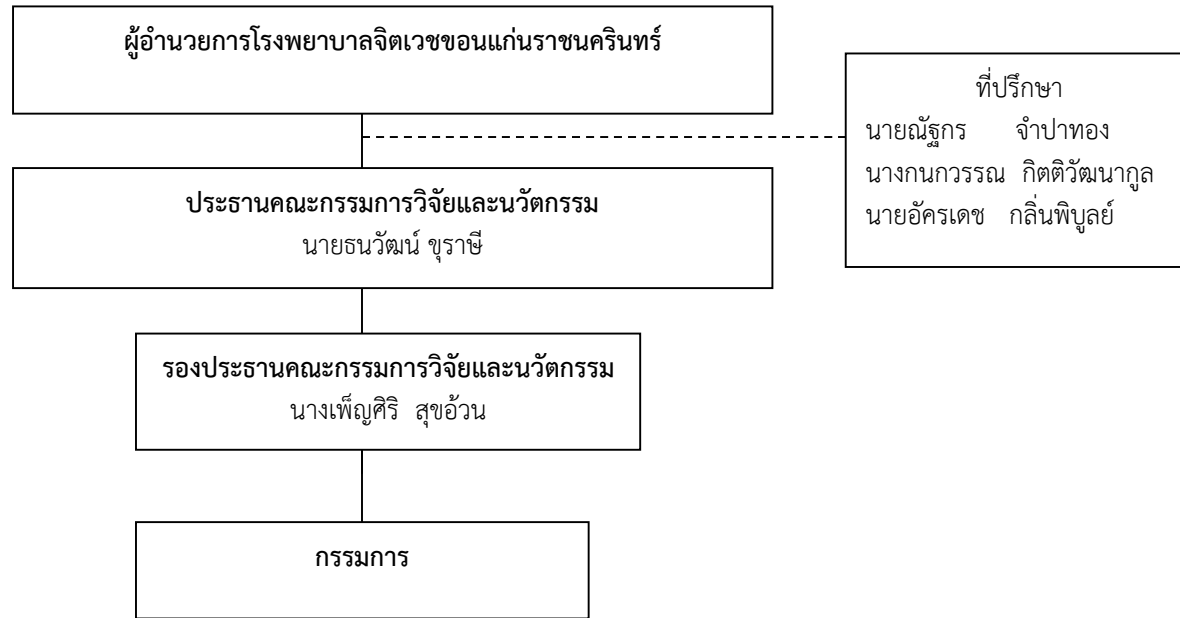 ผู้อำนวยการโรงพยาบาลจิตเวชขอนแก่นราชนครินทร์
ที่ปรึกษา
นายณัฐกร จำปาทอง
นางกนกวรรณ กิตติวัฒนากูล
นายอัครเดช กลิ่นพิบูลย์
ประธานคณะกรรมการวิจัยและนวัตกรรม
นายธนวัฒน์ ขุราษี
รองประธานคณะกรรมการวิจัยและนวัตกรรม
นางเพ็ญศิริ สุขอ้วน
กรรมการ